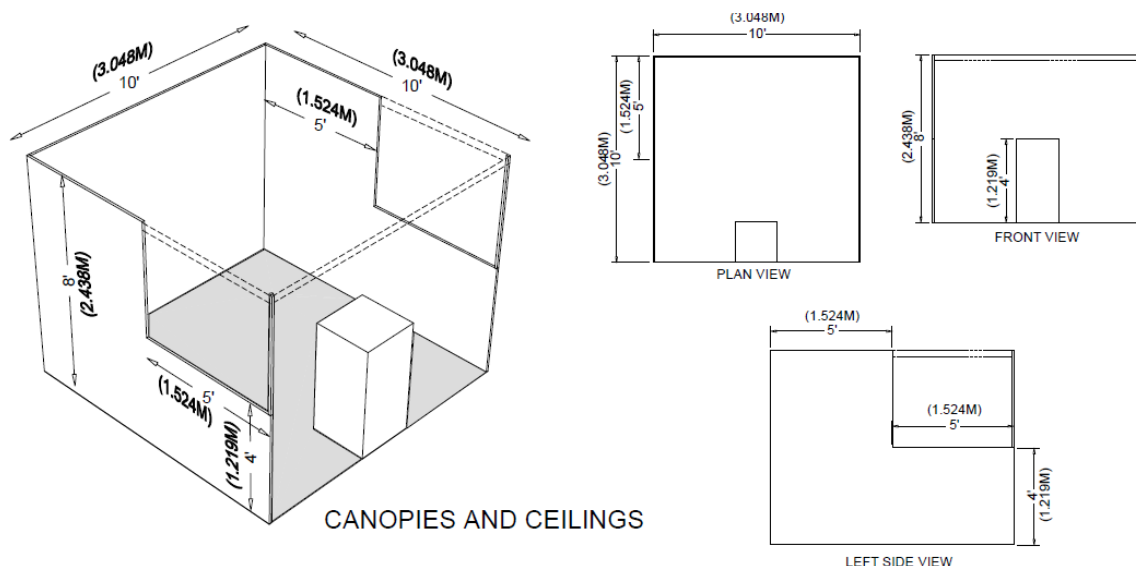 (3.048M)
10'
(3.048M)
10'
(1.524M)
5'
8'
(2.438M)
5'
(1.524M)
(1.219M)
4'
CANOPIES AND CEILINGS
(3.048M)
10'
(1.524M)
5'
(3.048M)
10'
PLAN VIEW
(2.438M)
8'
(1.219M)
4'
FRONT VIEW
(1.524M)
5'
(1.524M)
5'
4'
(1.219M)
LEFT SIDE VIEW